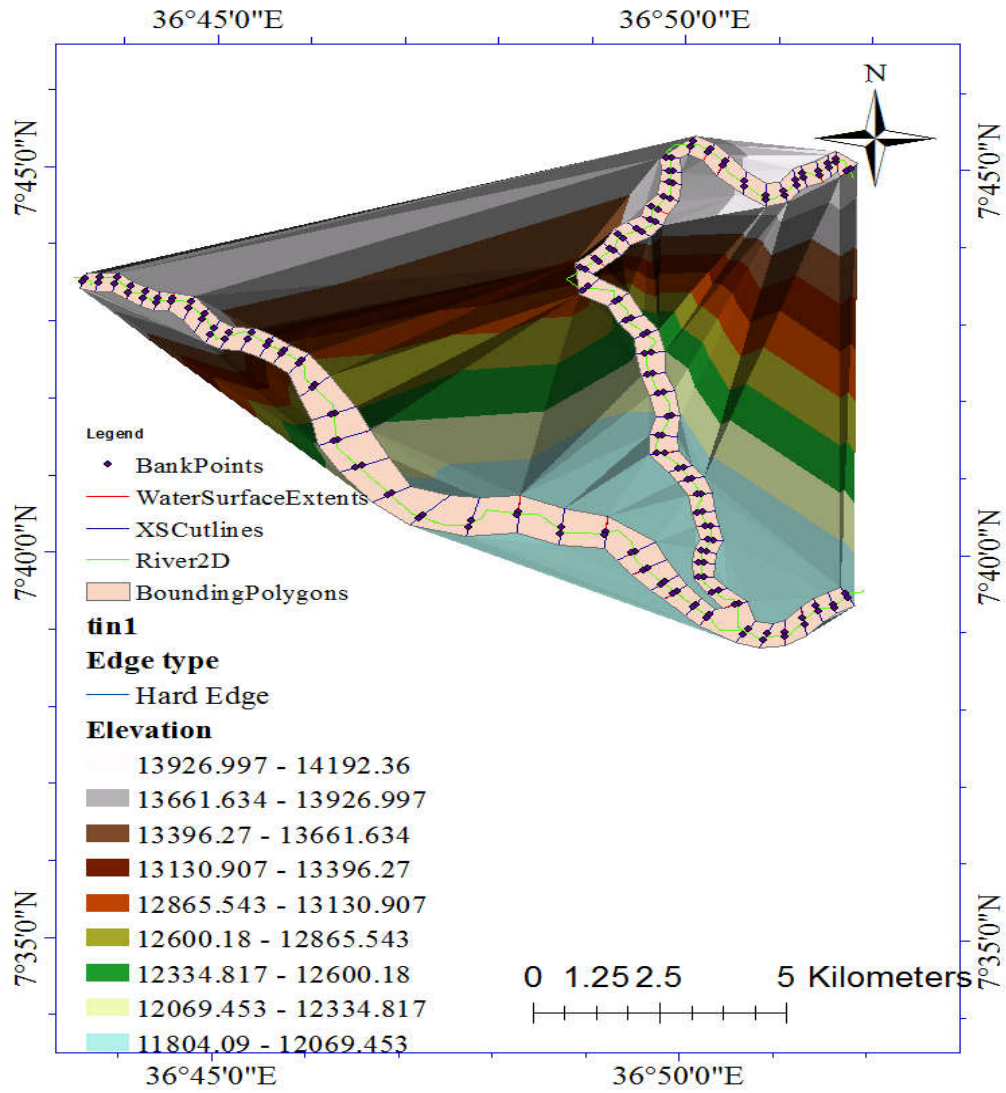 36°45'0"E 36°50'0"E
N
7°45'0"N 7°45'0"N
Legend
BankPoints
WaterSurfaceExtents
XSCutlines
River2D
7°40'0"N 7°40'0"N
BoundingPolygons
tin1
Edge type
Hard Edge
Elevation
13926.997 - 14192.36
13661.634 - 13926.997
13396.27 - 13661.634
13130.907 - 13396.27
12865.543 - 13130.907
12600.18 - 12865.543
7°35'0"N 7°35'0"N
12334.817 - 12600.18
0 1.25 2.5 5 Kilometers
12069.453 - 12334.817
11804.09 - 12069.453
36°45'0"E 36°50'0"E